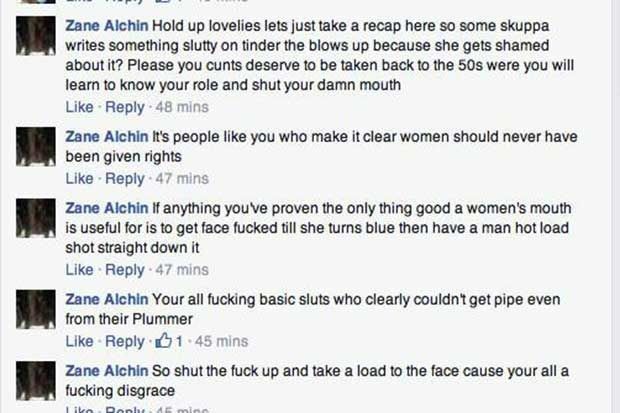 Zane Alchin Hold up lovelies lets just take a recap here so some skuppa
writes something slutty on tinder the blows up because she gets shamed
about it? Please you cunts deserve to be taken back to the 50s were you will
learn to know your role and shut your damn mouth
Like · Reply · 48 mins
Zane Alchin It's people like you who make it clear women should never have
been given rights
Like · Reply · 47 mins
Zane Alchin If anything you've proven the only thing good a women's mouth
is useful for is to get face fucked till she turns blue then have a man hot load
shot straight down it
Like · Reply · 47 mins
Zane Alchin Your all fucking basic sluts who clearly couldn't get pipe even
from their Plummer
Like · Reply · 1 · 45 mins
Zane Alchin So shut the fuck up and take a load to the face cause your all a
fucking disgrace
Like · Reply · 45 mins